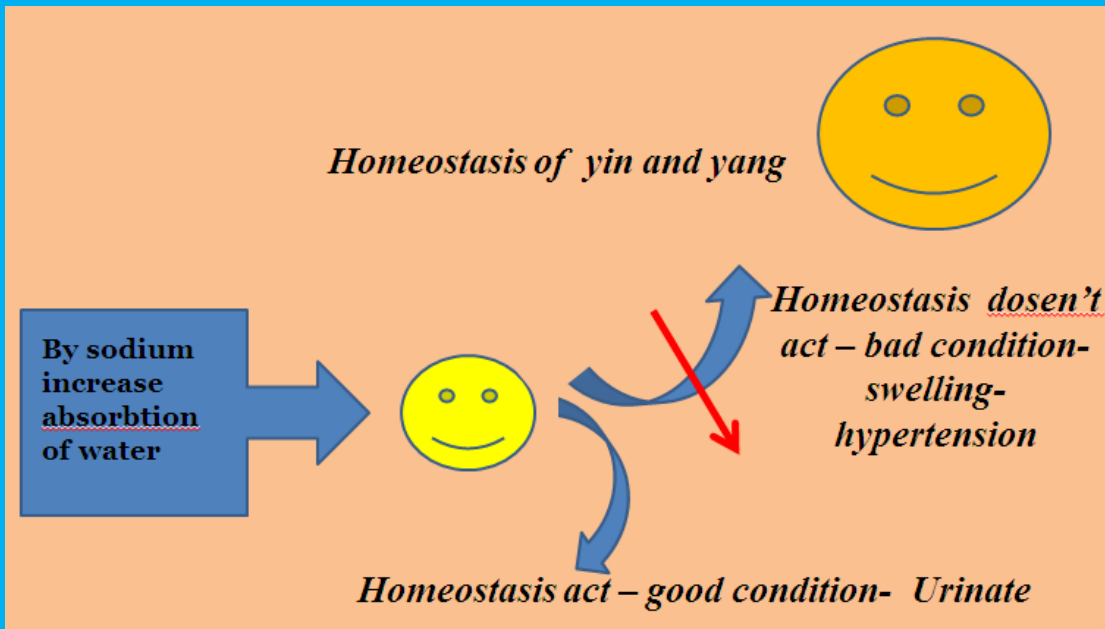 Homeostasis of yin and yang
By sodium
increase
absorbtion
of water
Homeostasis dosen’t
act – bad condition-
swelling-
hypertension
Homeostasis act – good condition- Urinate